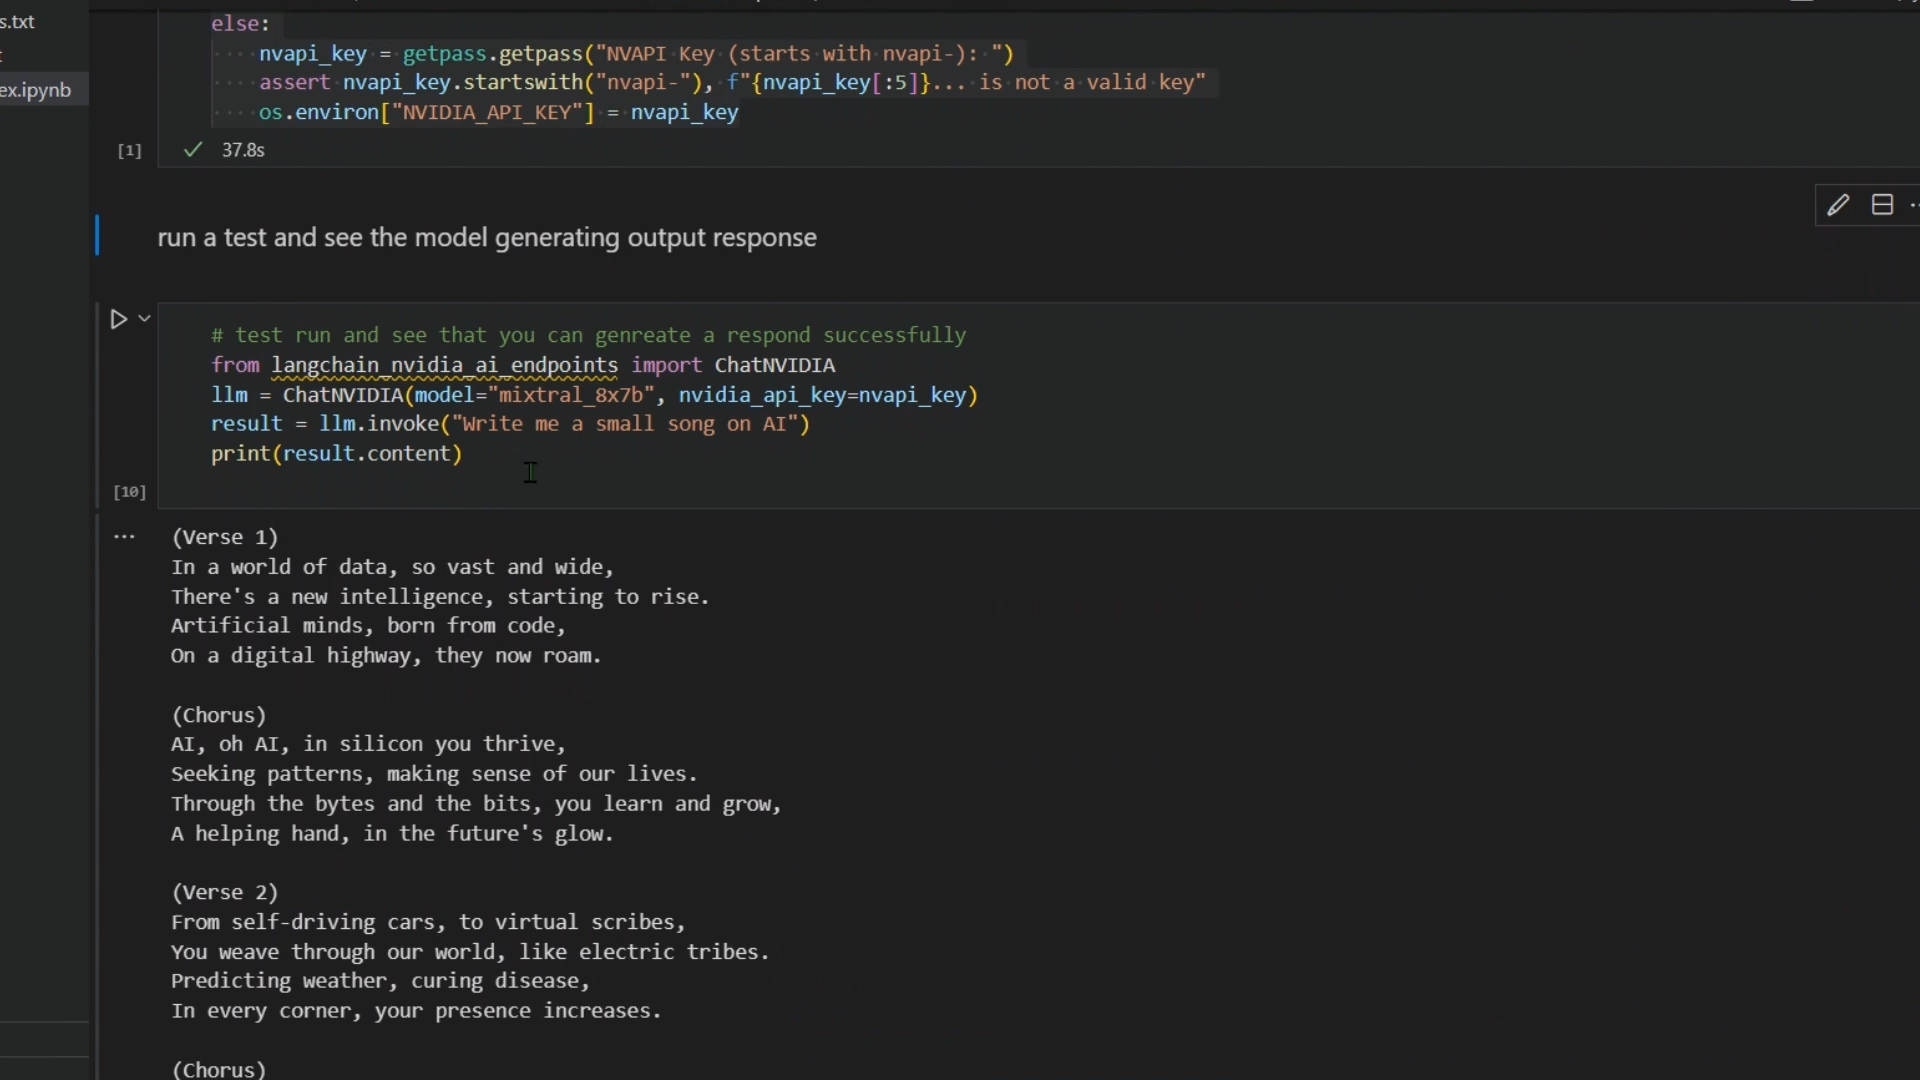 s.txt
ex.ipynb
else:
nvapi_key = getpass.getpass("NVAPI Key (starts with nvapi-): ")
assert nvapi_key.startswith("nvapi-"), f"{nvapi_key[:5]}... is not a valid key"
os.environ["NVIDIA_API_KEY"] = nvapi_key
[1]
37.8s
run a test and see the model generating output response
# test run and see that you can genreate a respond successfully
from langchain_nvidia_ai_endpoints import ChatNVIDIA
llm = ChatNVIDIA(model="mixtral_8x7b", nvidia_api_key=nvapi_key)
result = llm.invoke("Write me a small song on AI")
print(result.content)
[10]
(Verse 1)
In a world of data, so vast and wide,
There's a new intelligence, starting to rise.
Artificial minds, born from code,
On a digital highway, they now roam.
(Chorus)
AI, oh AI, in silicon you thrive,
Seeking patterns, making sense of our lives.
Through the bytes and the bits, you learn and grow,
A helping hand, in the future's glow.
(Verse 2)
From self-driving cars, to virtual scribes,
You weave through our world, like electric tribes.
Predicting weather, curing disease,
In every corner, your presence increases.
(Chorus)